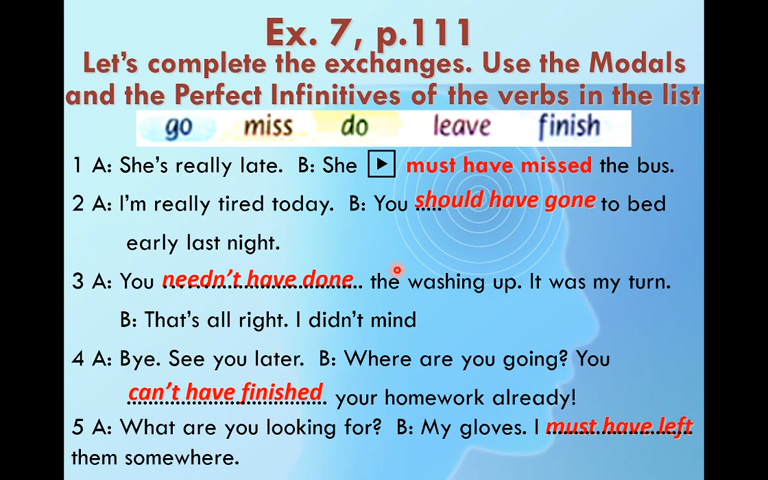 Ex. 7, p.111
Let's complete the exchanges. Use the Modals
and the Perfect Infinitives of the verbs in the list
go miss do leave finish
1 A: She's really late. B: She must have missed the bus.
2 A: I'm really tired today. B: You ..... should have gone to bed
early last night.
3 A: You needn't have done.. the washing up. It was my turn.
B: That's all right. I didn't mind
4 A: Bye. See you later. B: Where are you going? You
can't have finished. your homework already!
5 A: What are you looking for? B: My gloves. I must have left
them somewhere.